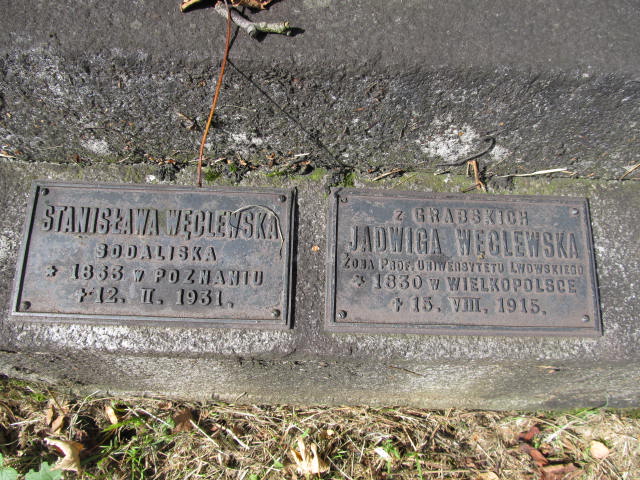 STANISŁAWA WĘCLEWSKA
SODALISKA
* 1853 W POZNANIU
+ 12. II. 1931.
Z GRABSKICH
JADWIGA WĘCLEWSKA
ŻONA PROF. UNIWERSYTETU LWOWSKIEGO
* 1830 W WIELKOPOLSCE
+ 15. VIII. 1915.